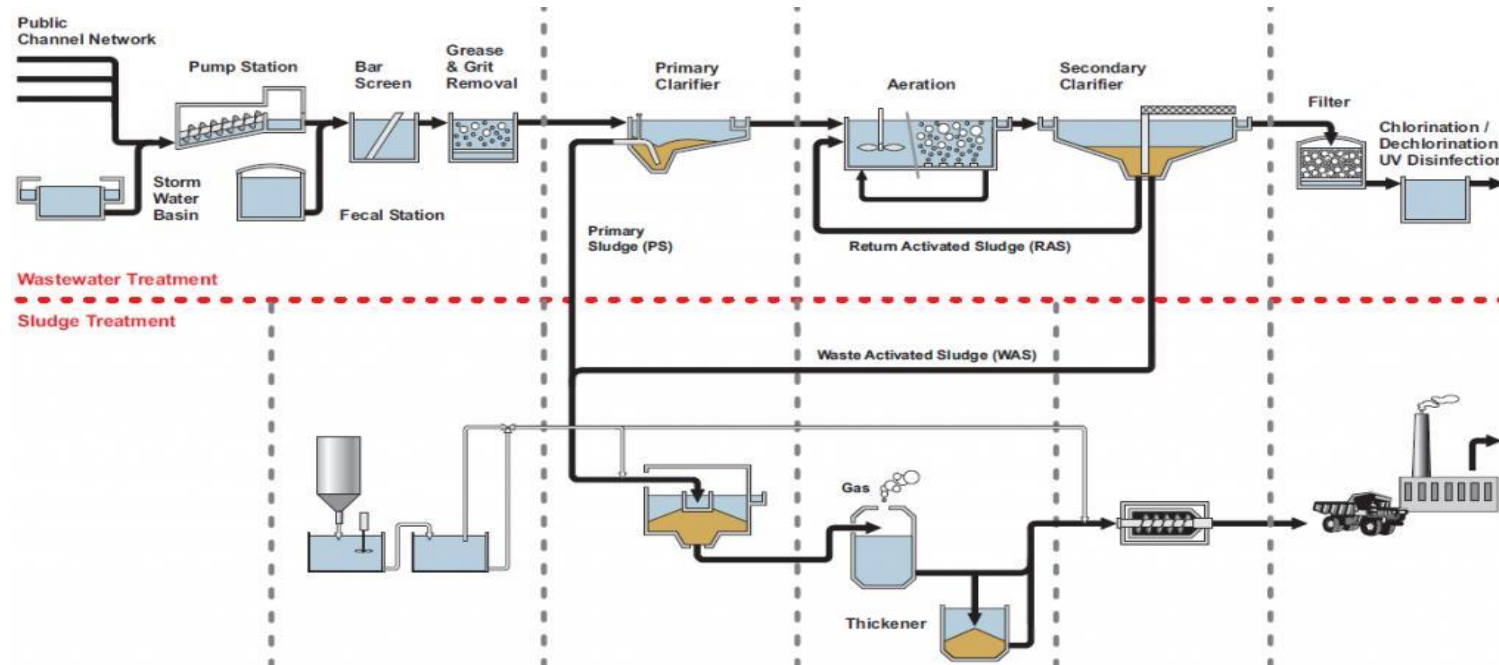 Public
Channel Network
Pump Station
Bar
Screen
Grease
& Grit
Removal
Primary
Clarifier
Aeration
Secondary
Clarifier
Filter
Chlorination /
Dechlorination
UV Disinfection
Storm
Water
Basin
Fecal Station
Primary
Sludge (PS)
Return Activated Sludge (RAS)
Wastewater Treatment
Sludge Treatment
Waste Activated Sludge (WAS)
Gas
Thickener